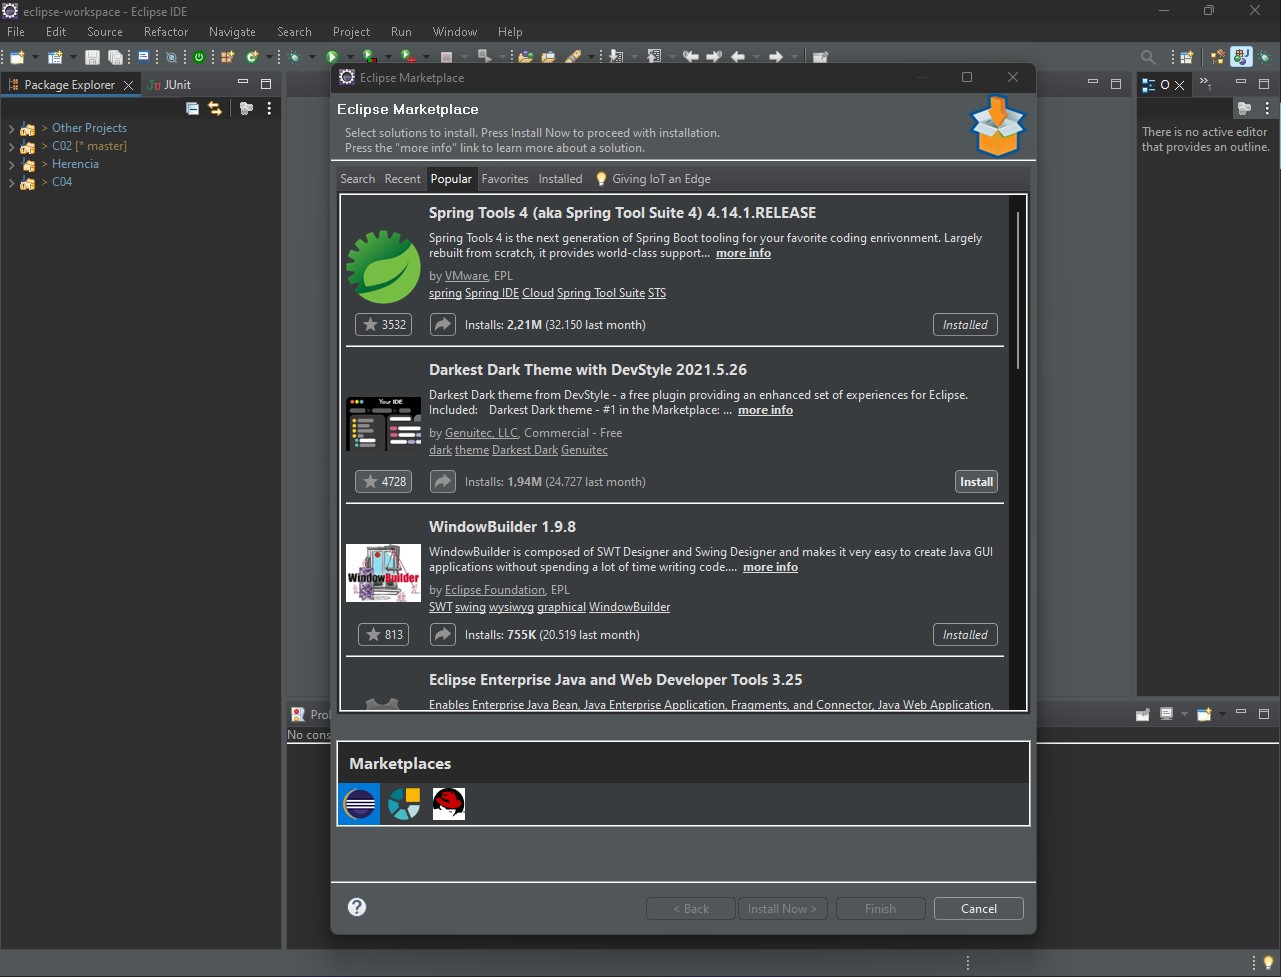 eclipse-workspace - Eclipse IDE
File Edit Source Refactor Navigate Search Project Run Window Help
Package Explorer
JUnit
> Other Projects
> C02 [* master]
> Herencia
> C04
Eclipse Marketplace
Eclipse Marketplace
Select solutions to install. Press Install Now to proceed with installation.
Press the "more info" link to learn more about a solution.
Search Recent Popular Favorites Installed Giving IoT an Edge
Spring Tools 4 (aka Spring Tool Suite 4) 4.14.1.RELEASE
Spring Tools 4 is the next generation of Spring Boot tooling for your favorite coding enrivonment. Largely
rebuilt from scratch, it provides world-class support... more info
by VMware, EPL
spring Spring IDE Cloud Spring Tool Suite STS
3532 Installs: 2,21M (32.150 last month) Installed
Darkest Dark Theme with DevStyle 2021.5.26
Your IDE
Darkest Dark theme from DevStyle - a free plugin providing an enhanced set of experiences for Eclipse.
Included: Darkest Dark theme - #1 in the Marketplace: ... more info
by Genuitec, LLC, Commercial - Free
dark theme Darkest Dark Genuitec
4728 Installs: 1,94M (24.727 last month) Install
WindowBuilder 1.9.8
WindowBuilder
WindowBuilder is composed of SWT Designer and Swing Designer and makes it very easy to create Java GUI
applications without spending a lot of time writing code.... more info
by Eclipse Foundation, EPL
SWT swing wysiwyg graphical WindowBuilder
813 Installs: 755K (20.519 last month) Installed
Eclipse Enterprise Java and Web Developer Tools 3.25
Enables Enterprise Java Bean, Java Enterprise Application, Fragments, and Connector, Java Web Application,
Marketplaces
? < Back Install Now > Finish Cancel
O
1
There is no active editor
that provides an outline.
Prol
No cons